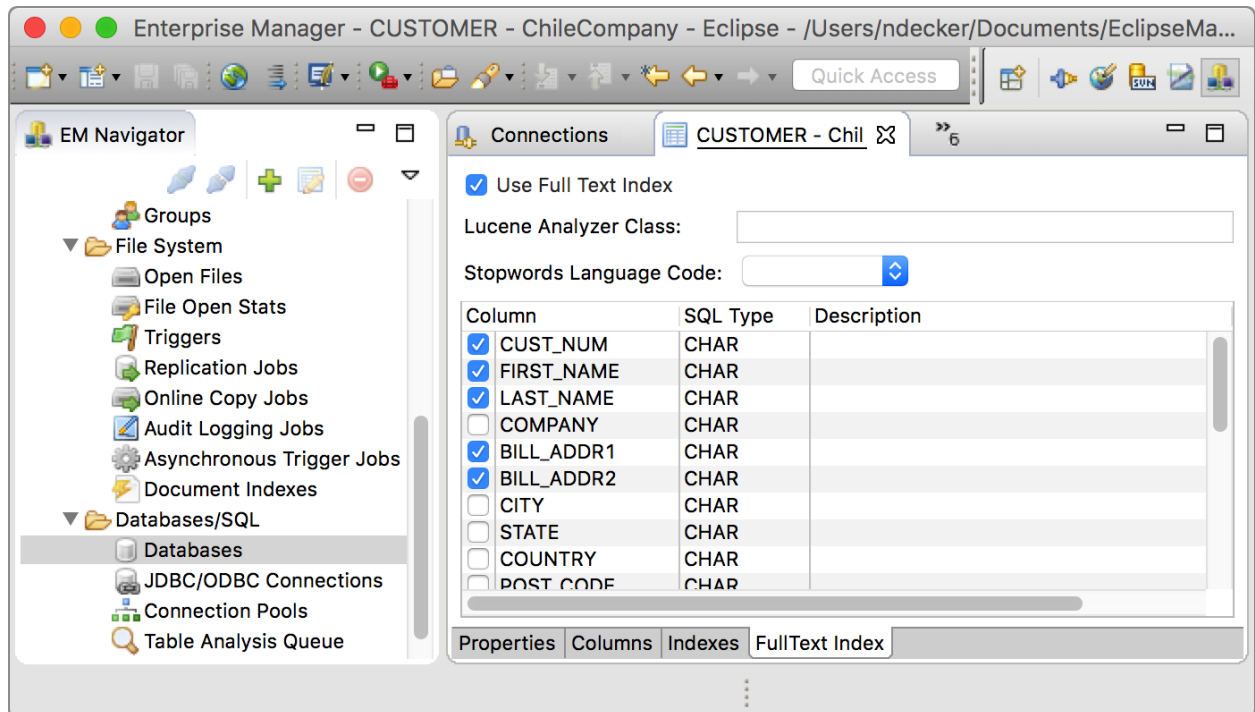 Enterprise Manager - CUSTOMER - ChileCompany - Eclipse - /Users/ndecker/Documents/EclipseMa...
Quick Access
SVN
EM Navigator
Groups
File System
Open Files
File Open Stats
Triggers
Replication Jobs
Online Copy Jobs
Audit Logging Jobs
Asynchronous Trigger Jobs
Document Indexes
Databases/SQL
Databases
JDBC/ODBC Connections
Connection Pools
Table Analysis Queue
Connections
CUSTOMER - Chil
»6
Use Full Text Index
Lucene Analyzer Class:
Stopwords Language Code:
Column SQL Type Description
CUST_NUM CHAR
FIRST_NAME CHAR
LAST_NAME CHAR
COMPANY CHAR
BILL_ADDR1 CHAR
BILL_ADDR2 CHAR
CITY CHAR
STATE CHAR
COUNTRY CHAR
POST_CODE CHAR
Properties Columns Indexes FullText Index